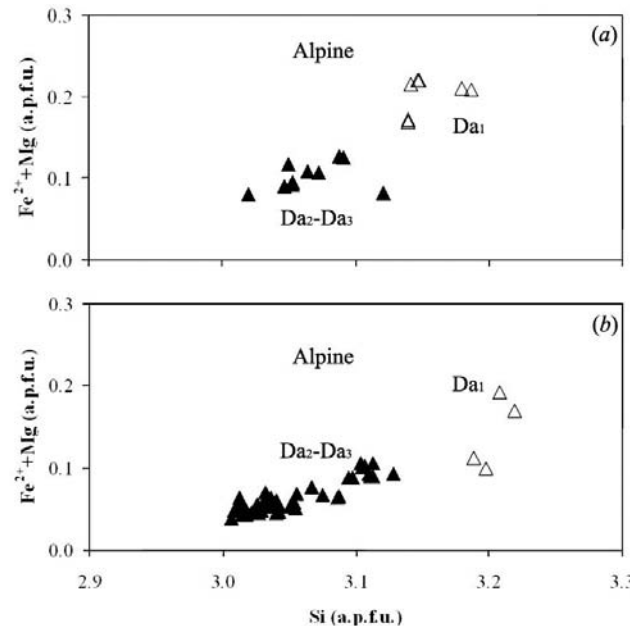 0.3
Alpine
(a)
0.2
Da₁
0.1
Da₂-Da₃
0.0
Fe²⁺+Mg (a.p.f.u.)
0.3
Alpine
(b)
Da₁
0.2
Da₂-Da₃
0.1
0.0
Fe²⁺+Mg (a.p.f.u.)
2.9 3.0 3.1 3.2 3.3
Si (a.p.f.u.)